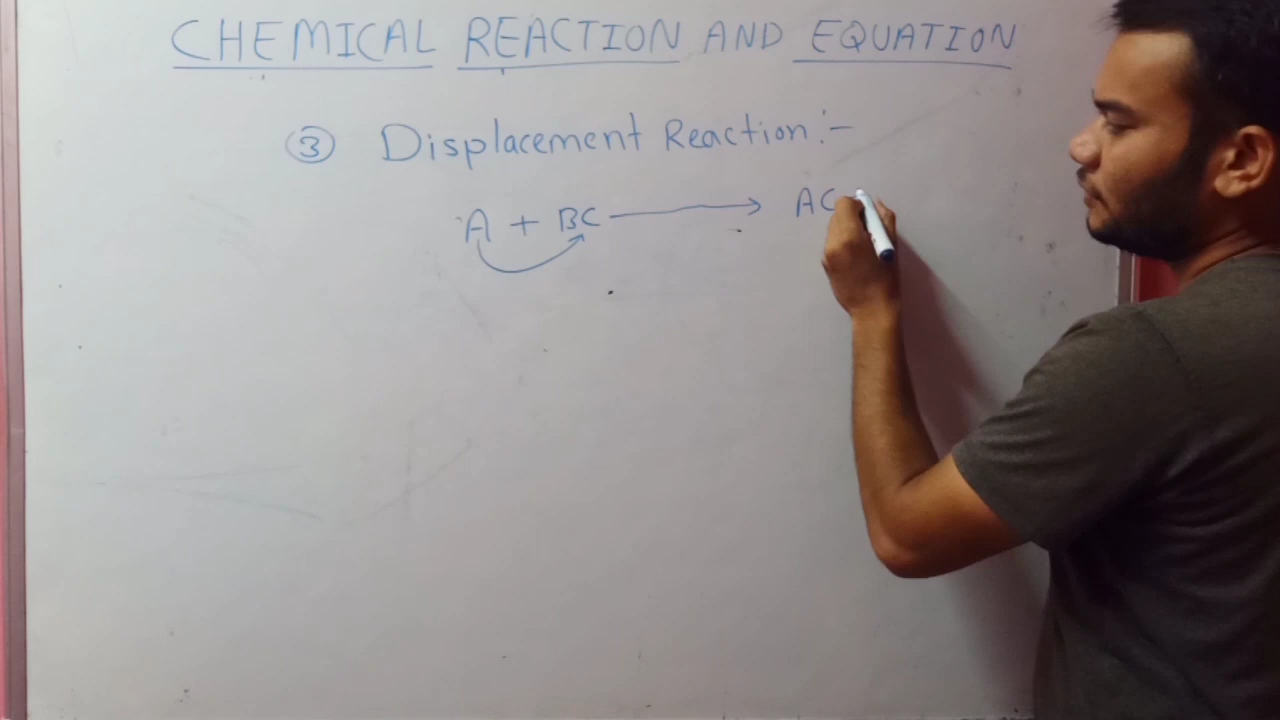 CHEMICAL REACTION AND EQUATION
③ Displacement Reaction :-
A + BC ⟶ AC